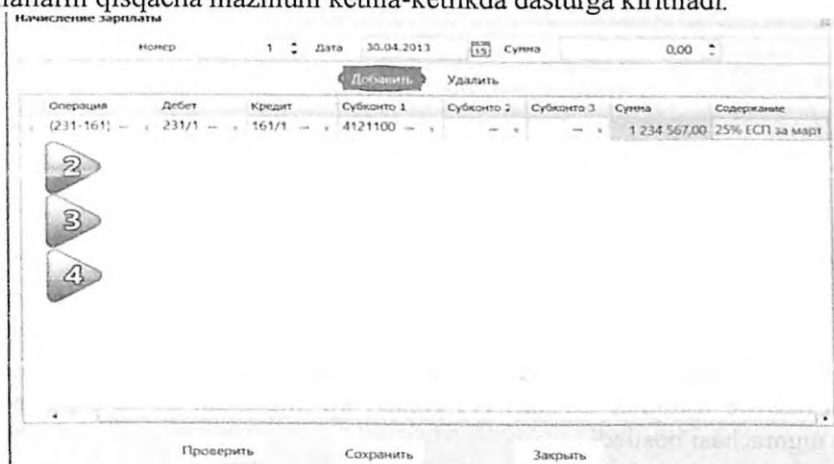 qisqacha mazmuni ketma-ketlikda dasturga kiritiladi.
Начисление зарплаты
Номер 1 Дата 30.04.2013 15 Сумма 0,00
Добавить Удалить
Операция Дебет Кредит Субконто 1 Субконто 2 Субконто 3 Сумма Содержание
(231-161) 231/1 161/1 4121100 1 234 567,00 25% ЕСП за март
2
3
4
Проверить Сохранить Закрыть